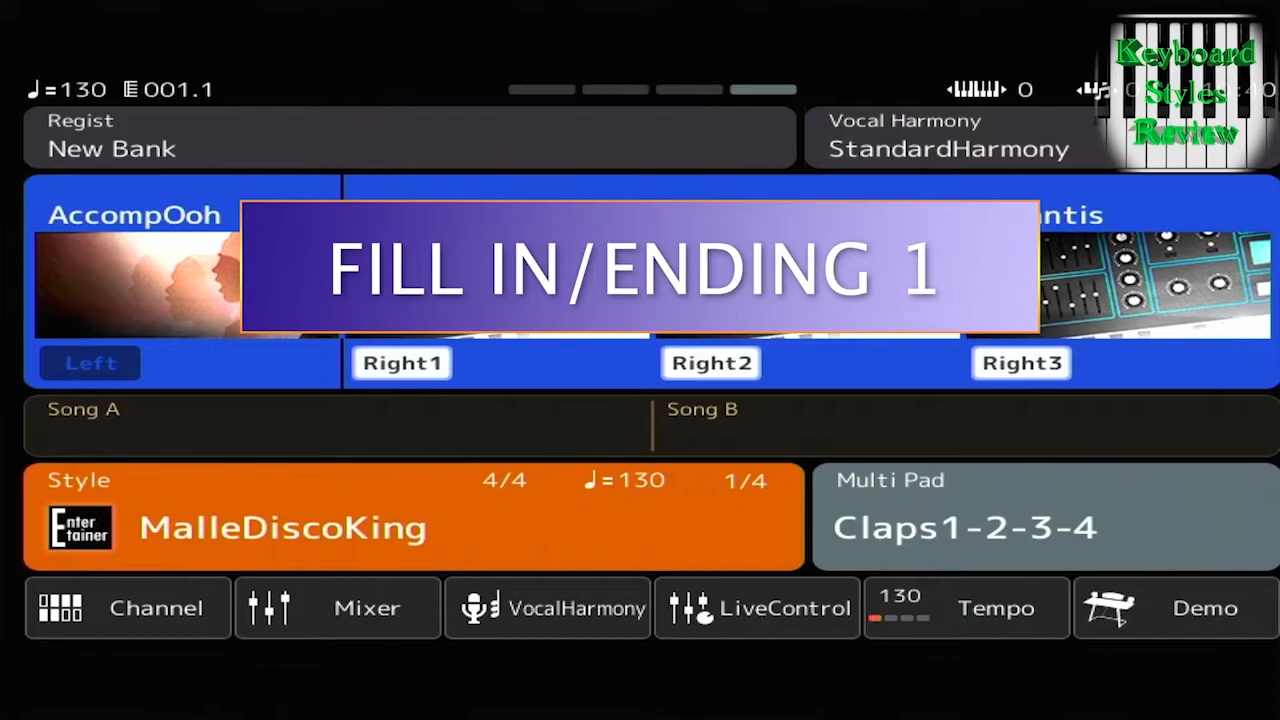 ♩=130 001.1
0
:40
Keyboard
Styles
Review
Regist
New Bank
Vocal Harmony
StandardHarmony
AccompOoh
ntis
FILL IN/ENDING 1
Left
Right1
Right2
Right3
Song A
Song B
Style
4/4
♩=130
1/4
Enter
tainer
MalleDiscoKing
Multi Pad
Claps1-2-3-4
Channel
Mixer
VocalHarmony
LiveControl
130
Tempo
Demo